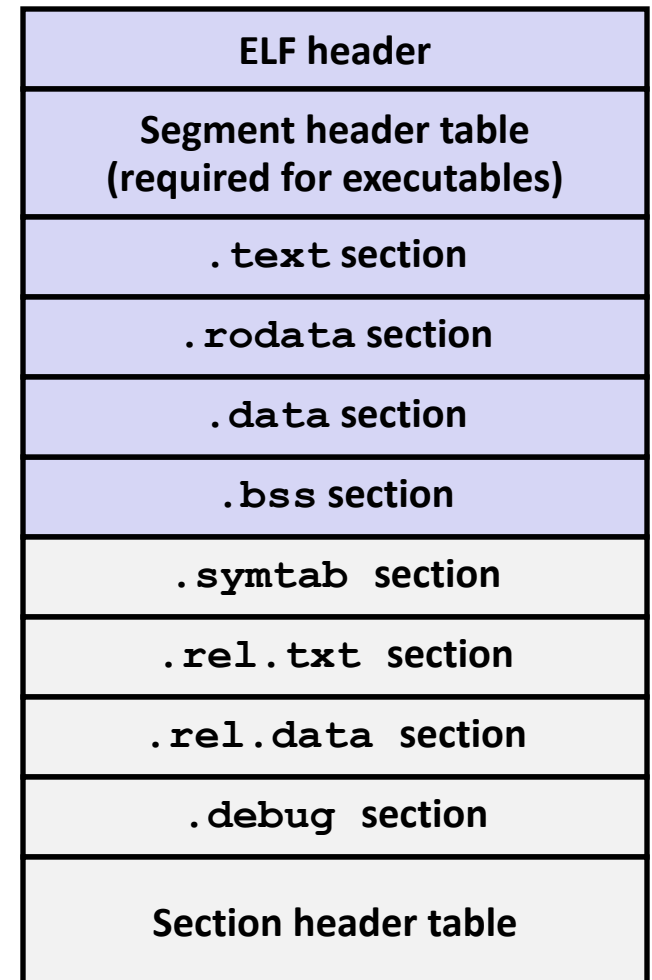 ELF header
Segment header table
(required for executables)
.text section
.rodata section
.data section
.bss section
.symtab section
.rel.txt section
.rel.data section
.debug section
Section header table